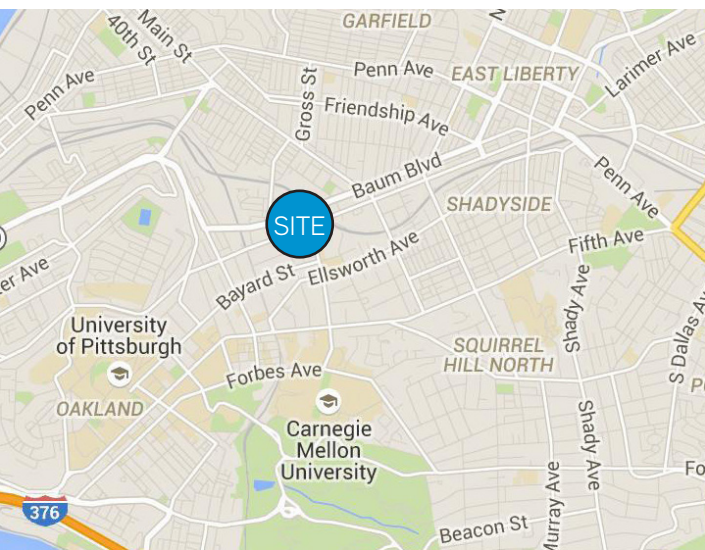 GARFIELD
Main St
40th St
Penn Ave
Penn Ave
EAST LIBERTY
Larimer Ave
Gross St
Friendship Ave
Baum Blvd
Penn Ave
SITE
SHADYSIDE
Fifth Ave
Ellsworth Ave
Bayard St
er Ave
University
of Pittsburgh
OAKLAND
Forbes Ave
Carnegie
Mellon
University
SQUIRREL
HILL NORTH
Shady Ave
S Dallas Av
Shady Ave
Fo
376
Beacon St
Murray Ave